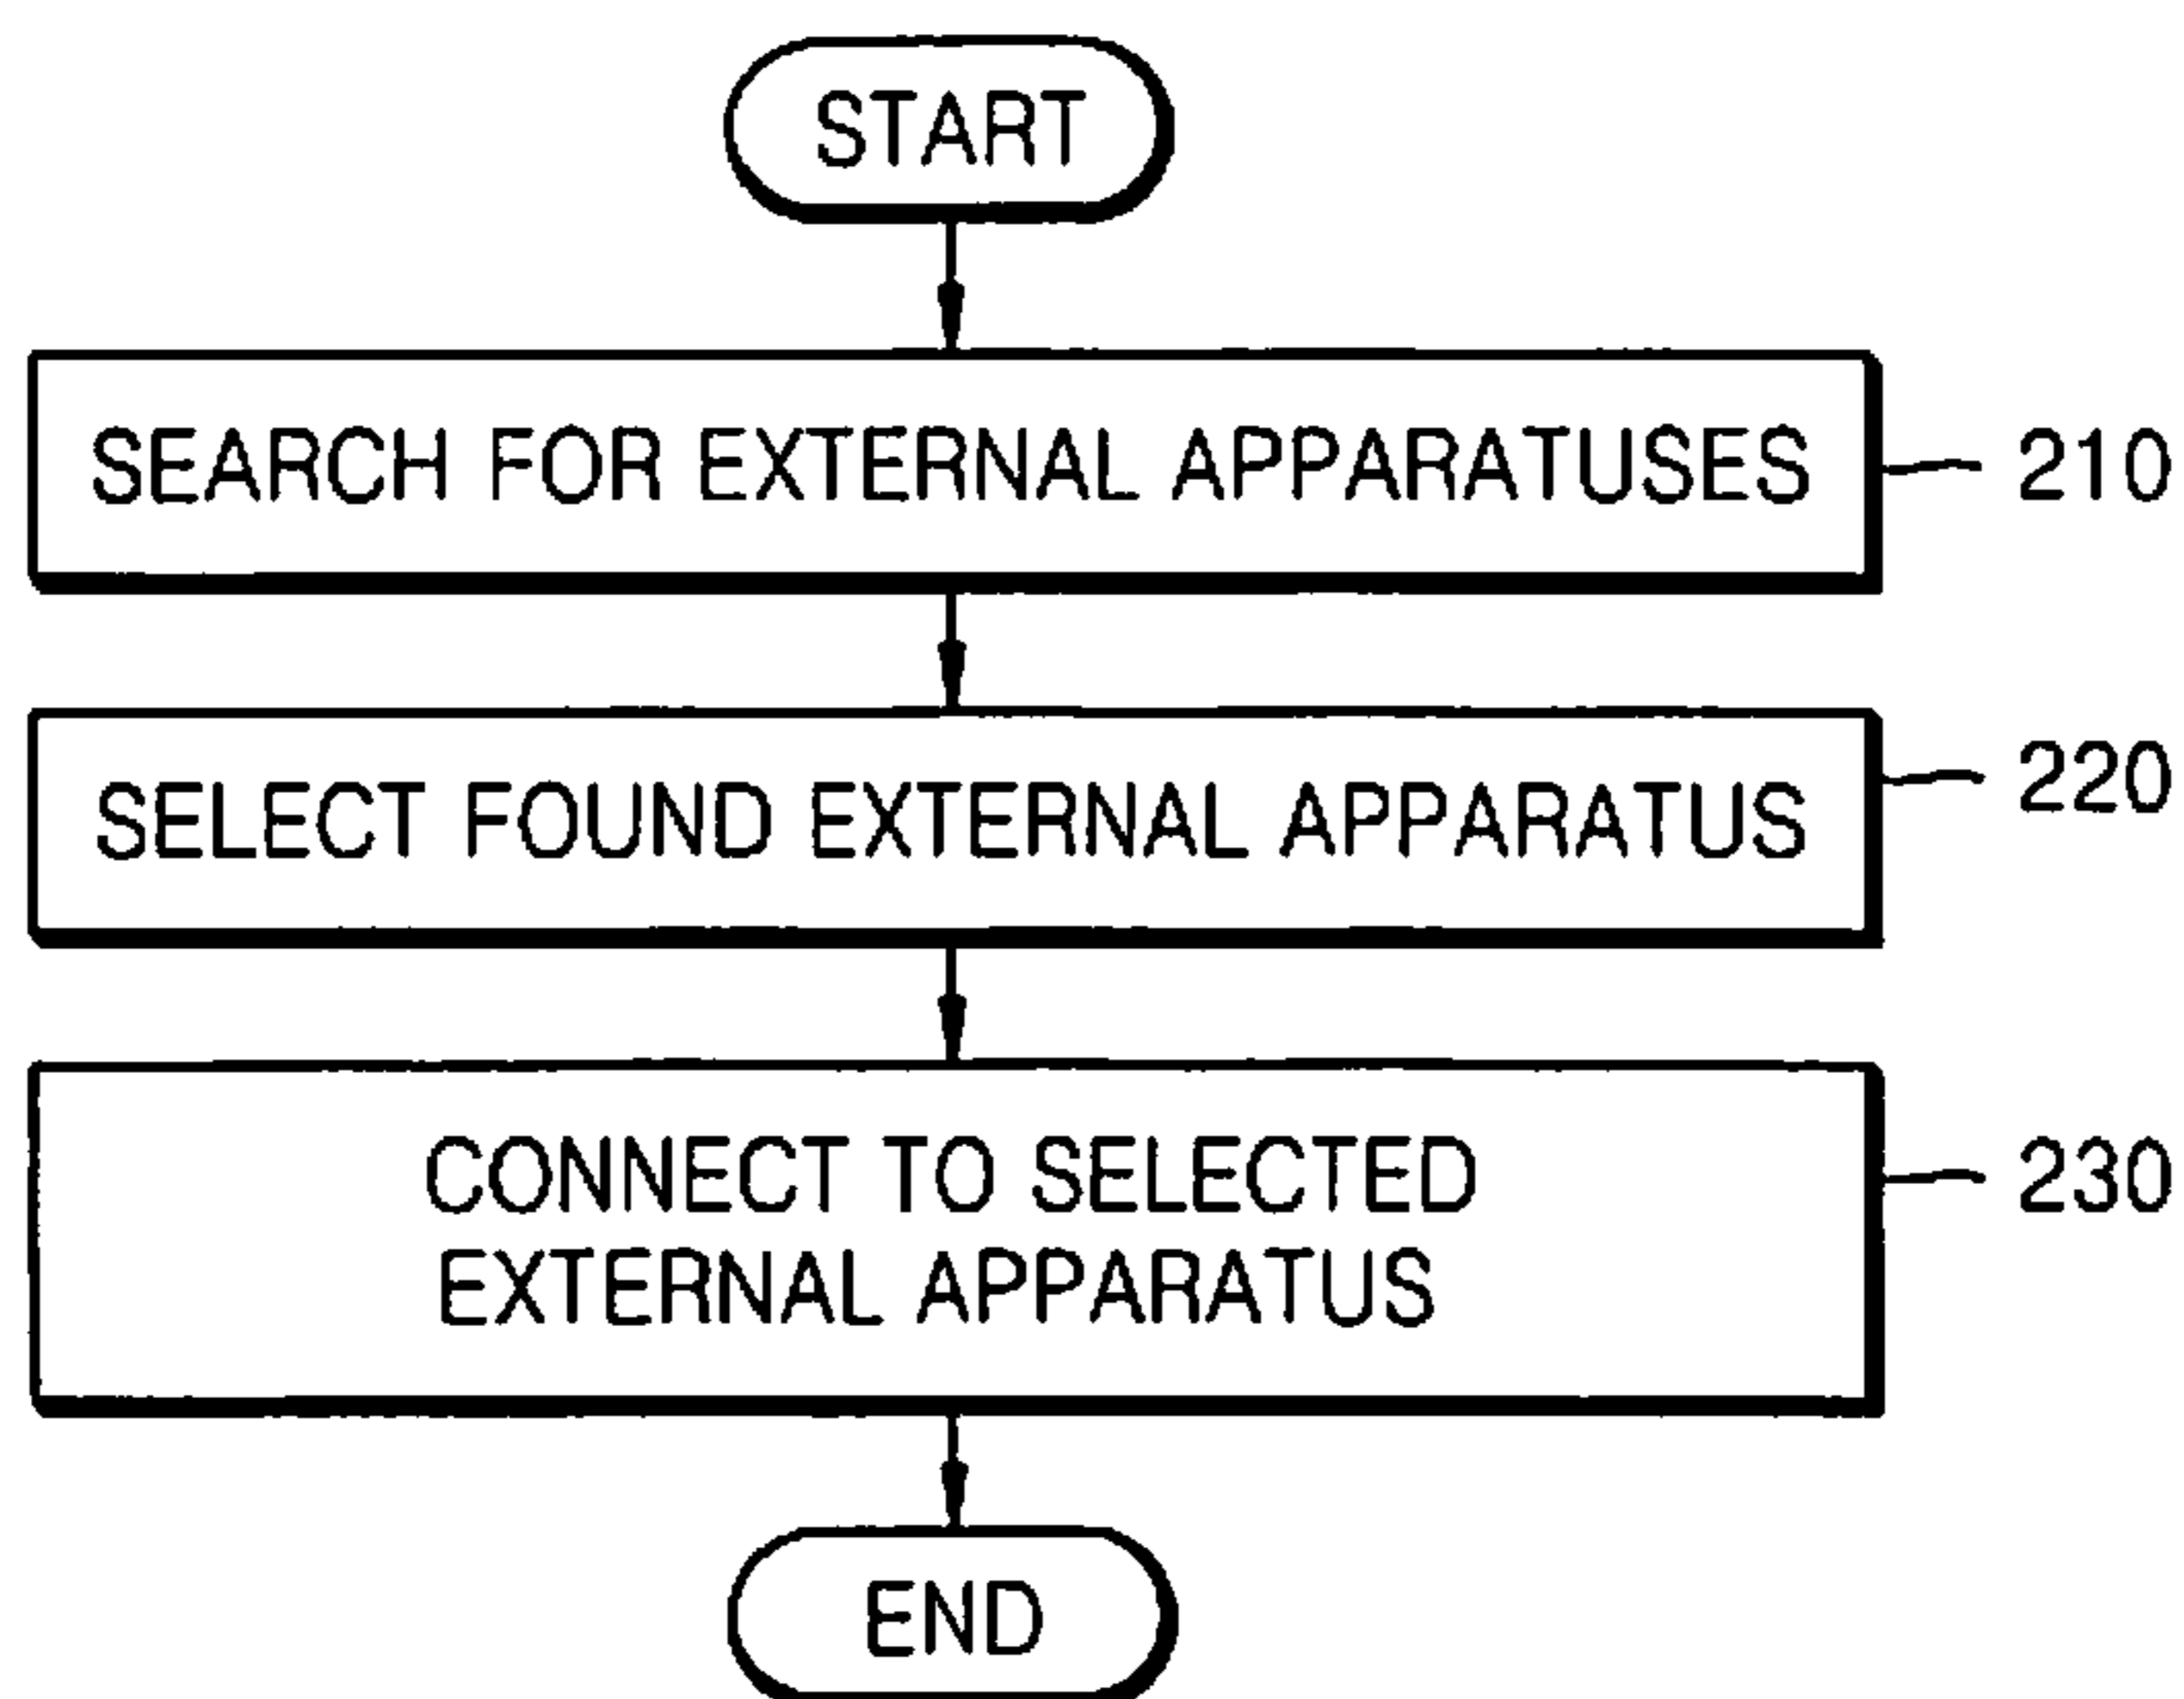 START
SEARCH FOR EXTERNAL APPARATUSES
210
SELECT FOUND EXTERNAL APPARATUS
220
CONNECT TO SELECTED
EXTERNAL APPARATUS
230
END